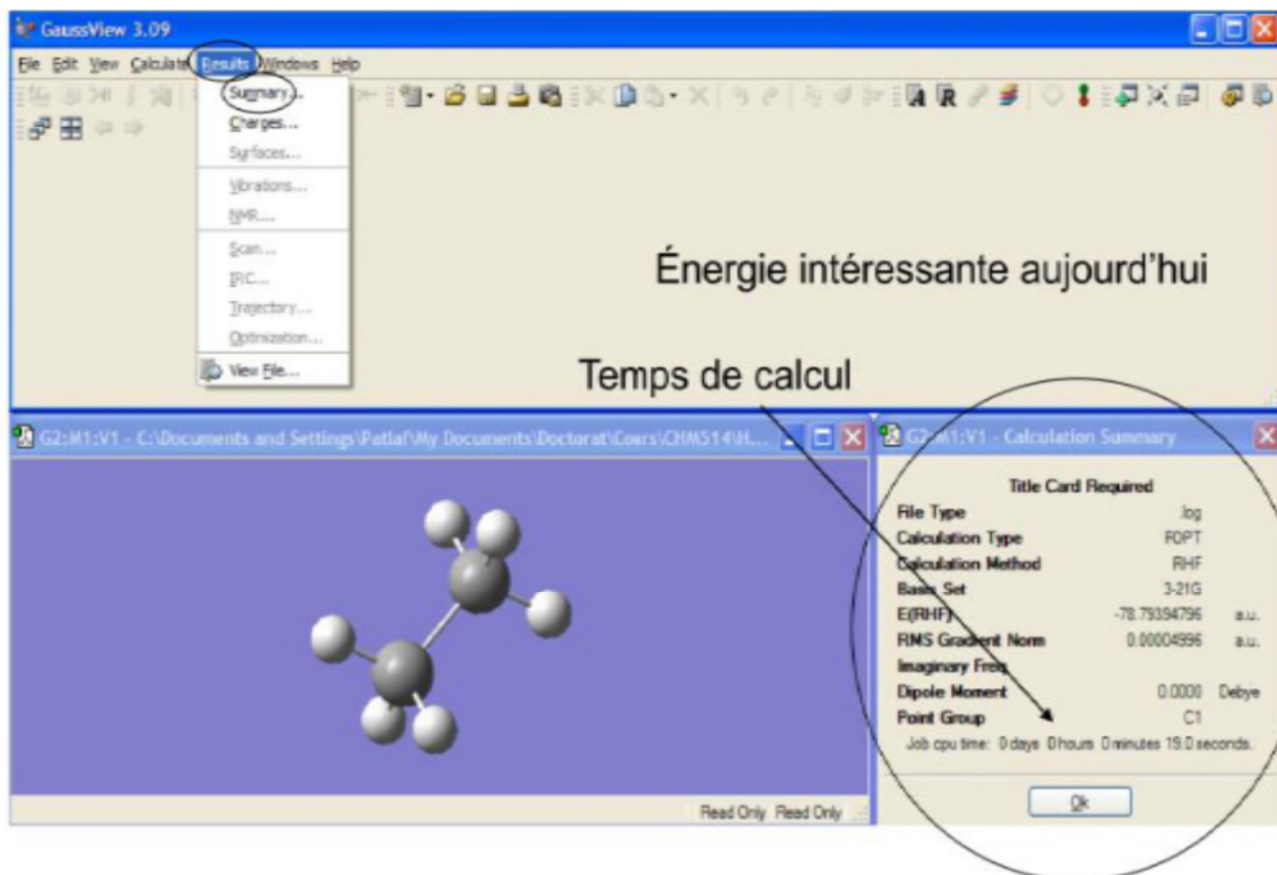 GaussView 3.09
File Edit View Calculate Results Windows Help
Summary...
Charges...
Surfaces...
Vibrations...
NMR...
Scan...
IRC...
Trajectory...
Optimization...
View File...
Énergie intéressante aujourd'hui
Temps de calcul
G2:M1:V1 - C:\Documents and Settings\Patlaf\My Documents\Doctorat\Cours\CHM514\H...
G2:M1:V1 - Calculation Summary
Title Card Required
File Type .log
Calculation Type FOPT
Calculation Method RHF
Basis Set 3-21G
E(RHF) -78.79394796 a.u.
RMS Gradient Norm 0.00004996 a.u.
Imaginary Freq
Dipole Moment 0.0000 Debye
Point Group C1
Job cpu time: 0 days 0 hours 0 minutes 19.0 seconds.
Ok
Read Only Read Only